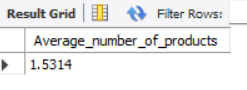 Result Grid Filter Rows:
Average_number_of_products
1.5314